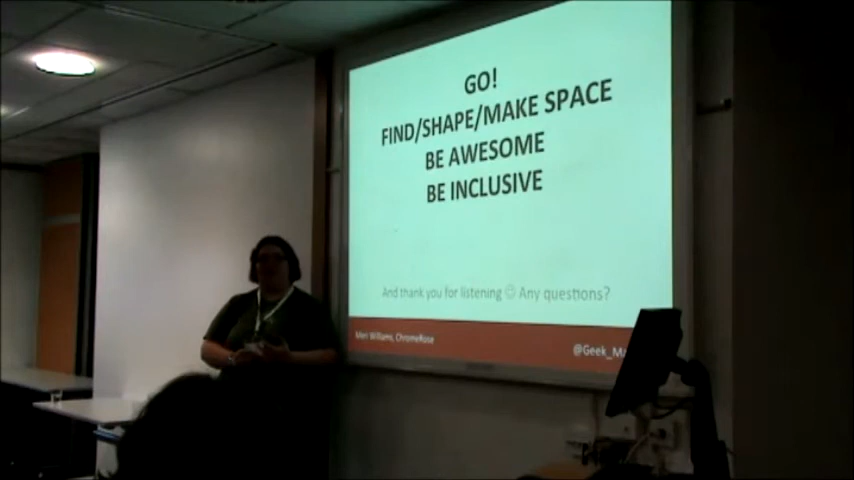 GO!
FIND/SHAPE/MAKE SPACE
BE AWESOME
BE INCLUSIVE
And thank you for listening ☺ Any questions?
Meri Williams, ChromeRose
@Geek_Ma